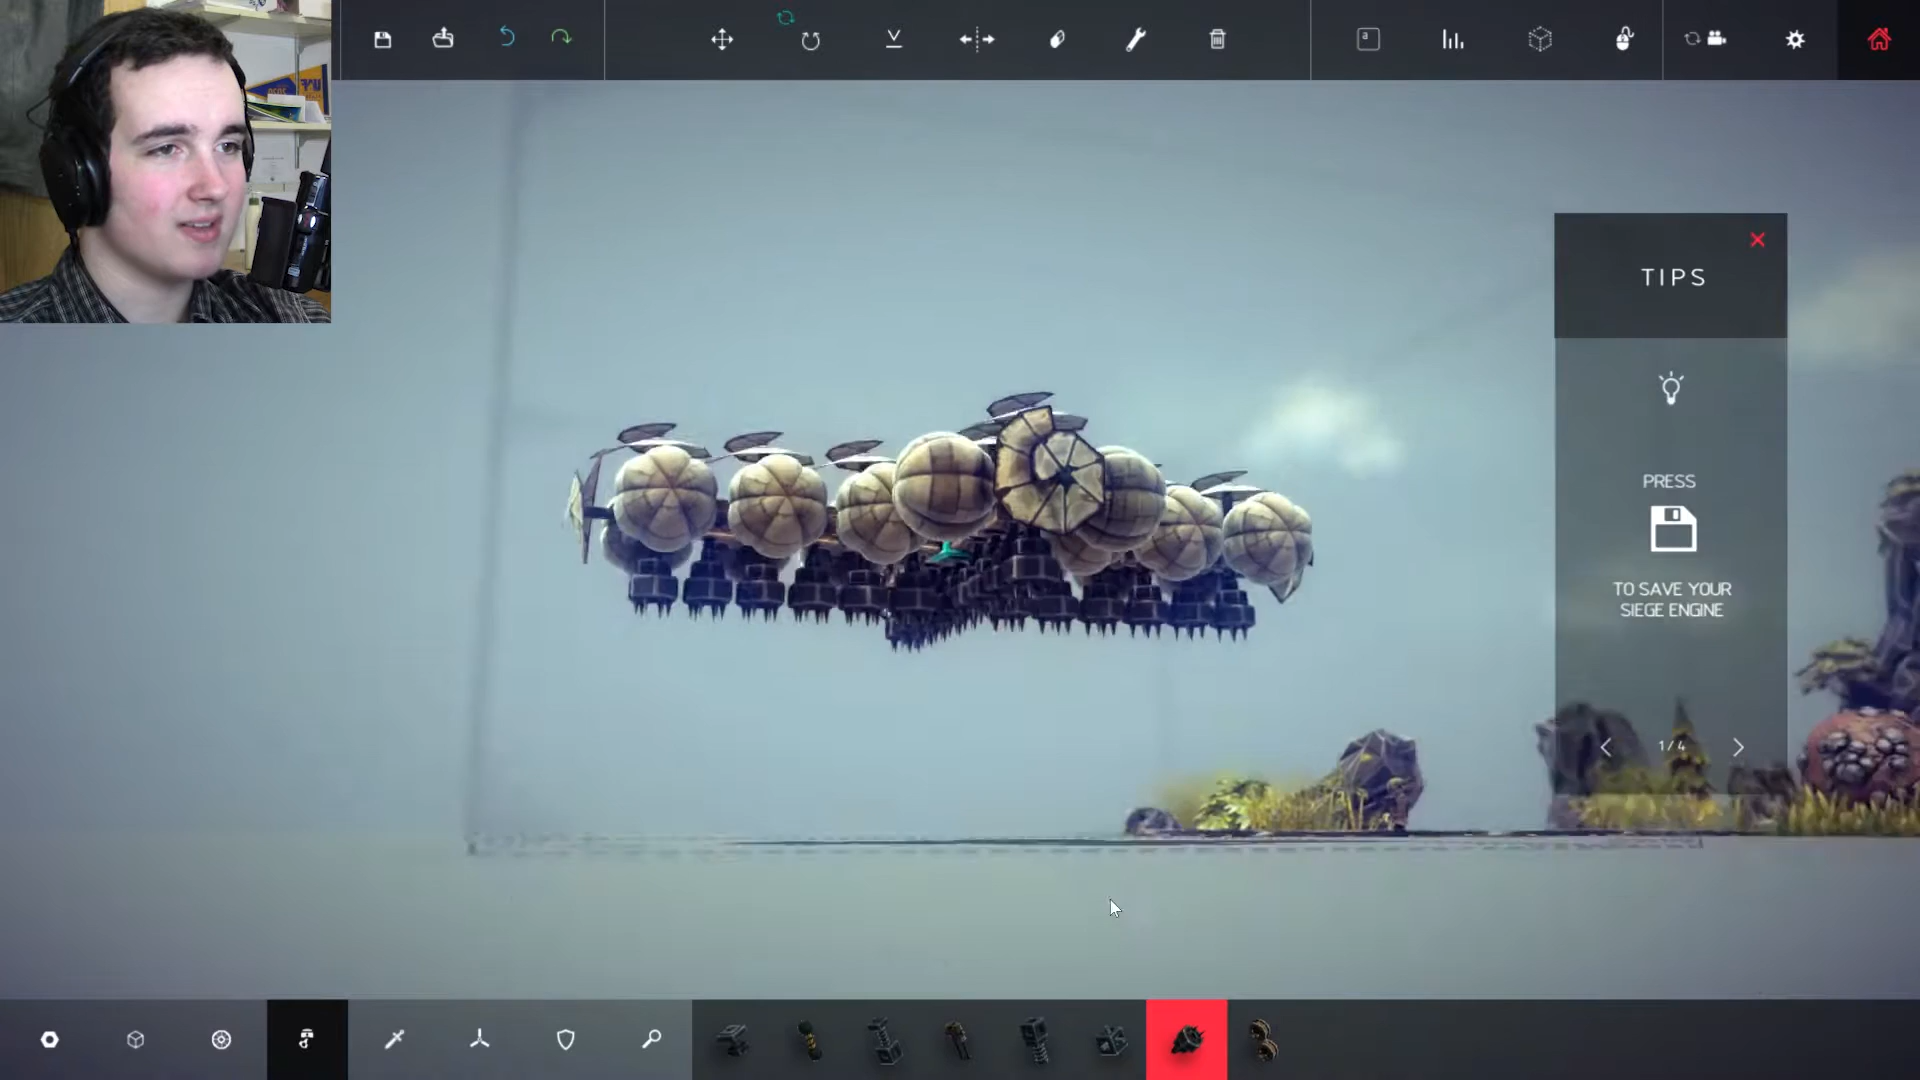 a
TIPS
PRESS
TO SAVE YOUR
SIEGE ENGINE
1/4